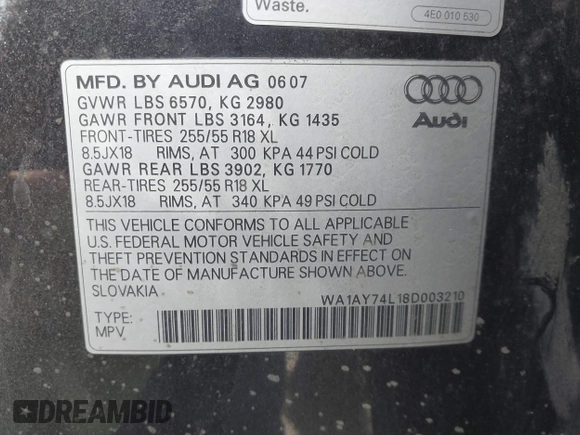 Waste.
4E0 010 530
MFD. BY AUDI AG 0607
GVWR LBS 6570, KG 2980
GAWR FRONT LBS 3164, KG 1435
FRONT-TIRES 255/55 R18 XL
8.5JX18 RIMS, AT 300 KPA 44 PSI COLD
GAWR REAR LBS 3902, KG 1770
REAR-TIRES 255/55 R18 XL
8.5JX18 RIMS, AT 340 KPA 49 PSI COLD
Audi
THIS VEHICLE CONFORMS TO ALL APPLICABLE
U.S. FEDERAL MOTOR VEHICLE SAFETY AND
THEFT PREVENTION STANDARDS IN EFFECT ON
THE DATE OF MANUFACTURE SHOWN ABOVE.
SLOVAKIA
WA1AY74L18D003210
TYPE:
MPV
DREAMBID